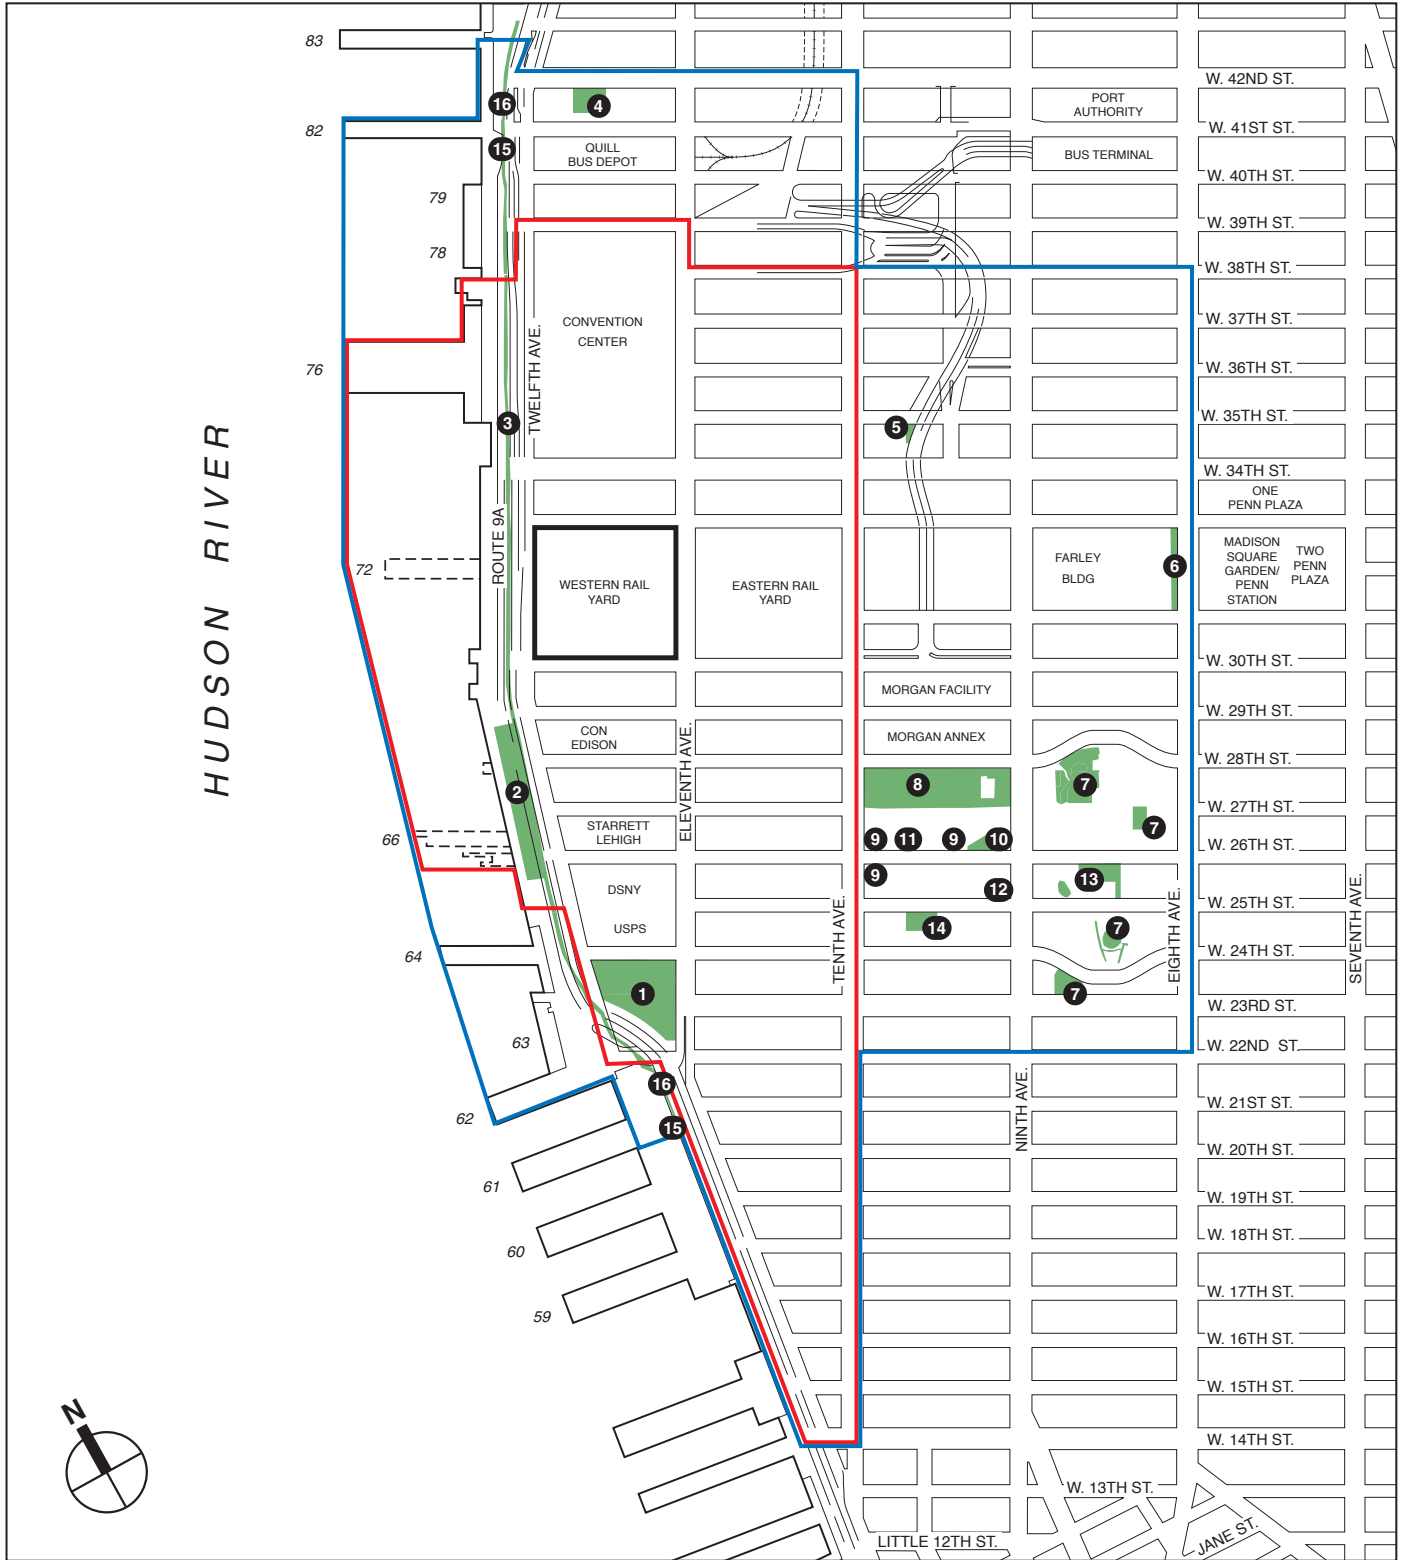 83
W. 42ND ST.
16
4
PORT
AUTHORITY
82
W. 41ST ST.
15
QUILL
BUS DEPOT
BUS TERMINAL
W. 40TH ST.
79
W. 39TH ST.
78
W. 38TH ST.
CONVENTION
CENTER
W. 37TH ST.
76
W. 36TH ST.
TWELFTH AVE.
3
5
W. 35TH ST.
W. 34TH ST.
ONE
PENN PLAZA
HUDSON RIVER
ROUTE 9A
72
WESTERN RAIL
YARD
EASTERN RAIL
YARD
FARLEY
BLDG
6
MADISON
SQUARE
GARDEN/
PENN
STATION
TWO
PENN
PLAZA
W. 30TH ST.
MORGAN FACILITY
W. 29TH ST.
CON
EDISON
MORGAN ANNEX
W. 28TH ST.
ELEVENTH AVE.
2
8
7
W. 27TH ST.
7
66
STARRETT
LEHIGH
9
11
9
10
W. 26TH ST.
DSNY
9
12
13
W. 25TH ST.
USPS
TENTH AVE.
14
7
EIGHTH AVE.
SEVENTH AVE.
64
W. 24TH ST.
1
7
W. 23RD ST.
63
W. 22ND ST.
16
NINTH AVE.
62
W. 21ST ST.
15
W. 20TH ST.
61
W. 19TH ST.
60
W. 18TH ST.
59
W. 17TH ST.
W. 16TH ST.
W. 15TH ST.
N
W. 14TH ST.
W. 13TH ST.
LITTLE 12TH ST.
JANE ST.